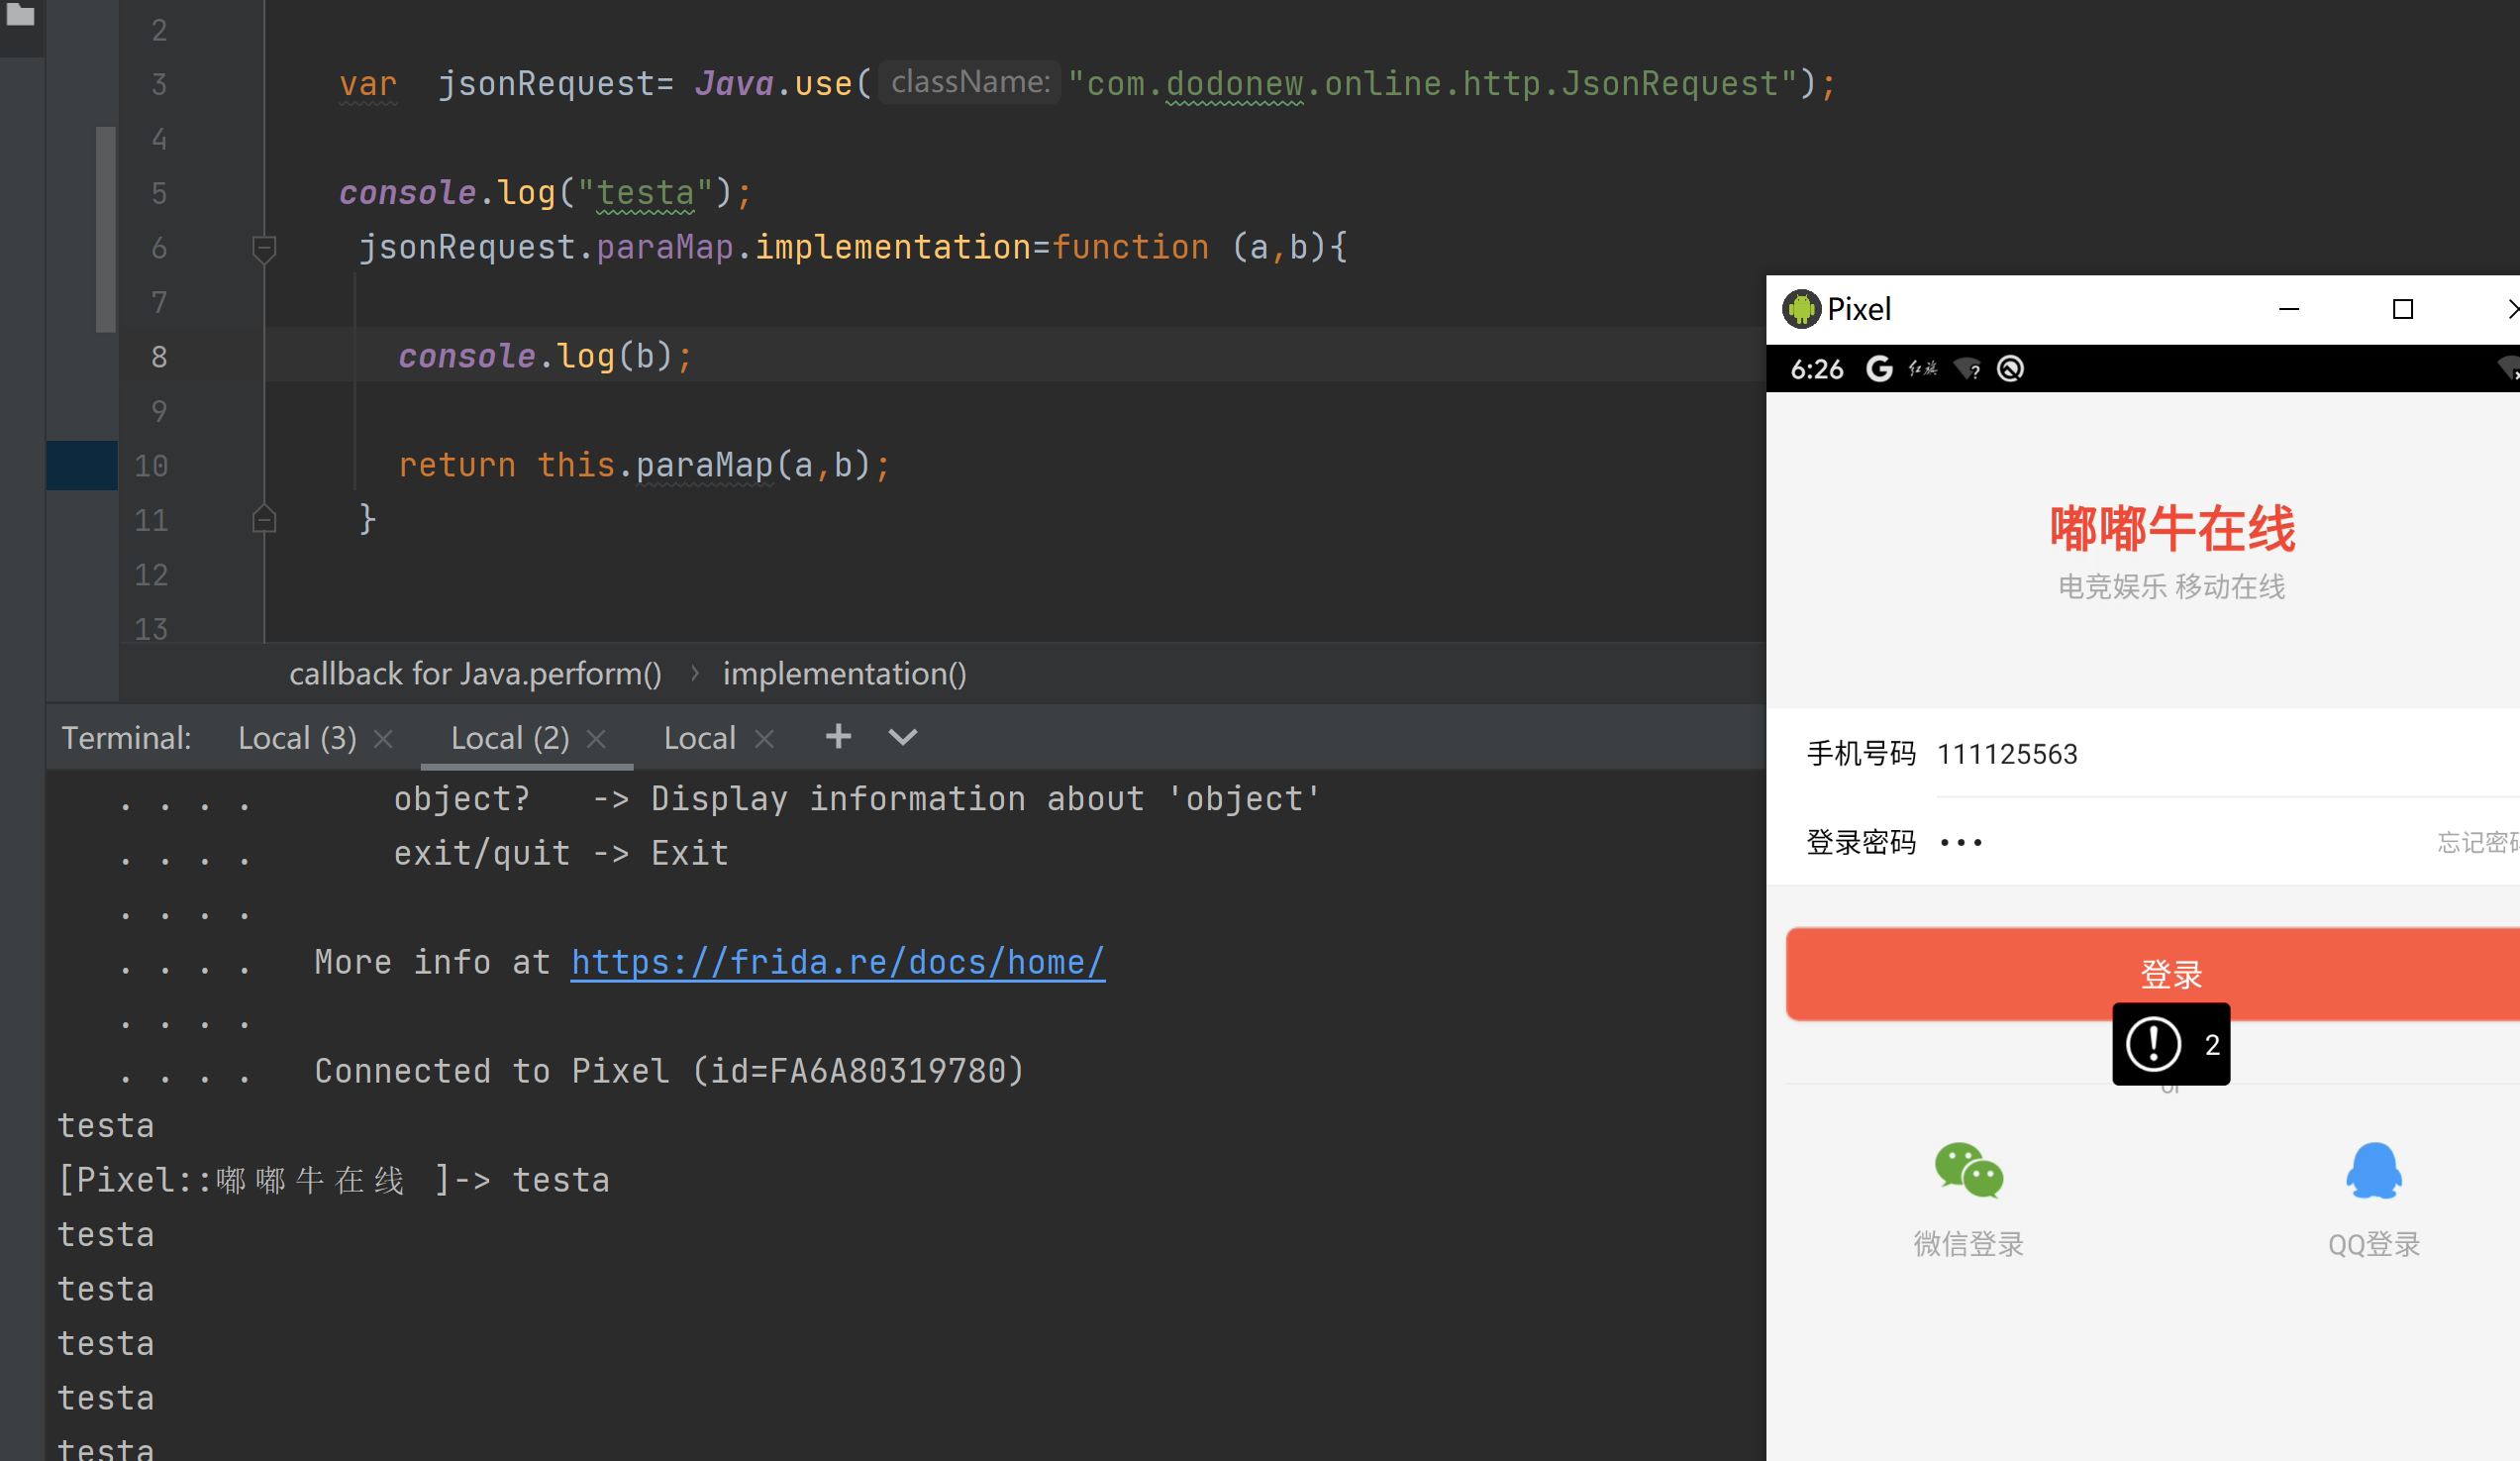 2
3 var jsonRequest= Java.use( className: "com.dodonew.online.http.JsonRequest");
4
5 console.log("testa");
6 jsonRequest.paraMap.implementation=function (a,b){
7
8 console.log(b);
9
10 return this.paraMap(a,b);
11 }
12
13
callback for Java.perform() › implementation()
Terminal: Local (3) × Local (2) × Local × +
. . . . object? -> Display information about 'object'
. . . . exit/quit -> Exit
. . . .
. . . . More info at https://frida.re/docs/home/
. . . .
. . . . Connected to Pixel (id=FA6A80319780)
testa
[Pixel::嘟嘟牛在线 ]-> testa
testa
testa
testa
testa
testa
Pixel
6:26 红旗
嘟嘟牛在线
电竞娱乐 移动在线
手机号码 111125563
登录密码 ••• 忘记密码
登录
2
or
微信登录 QQ登录